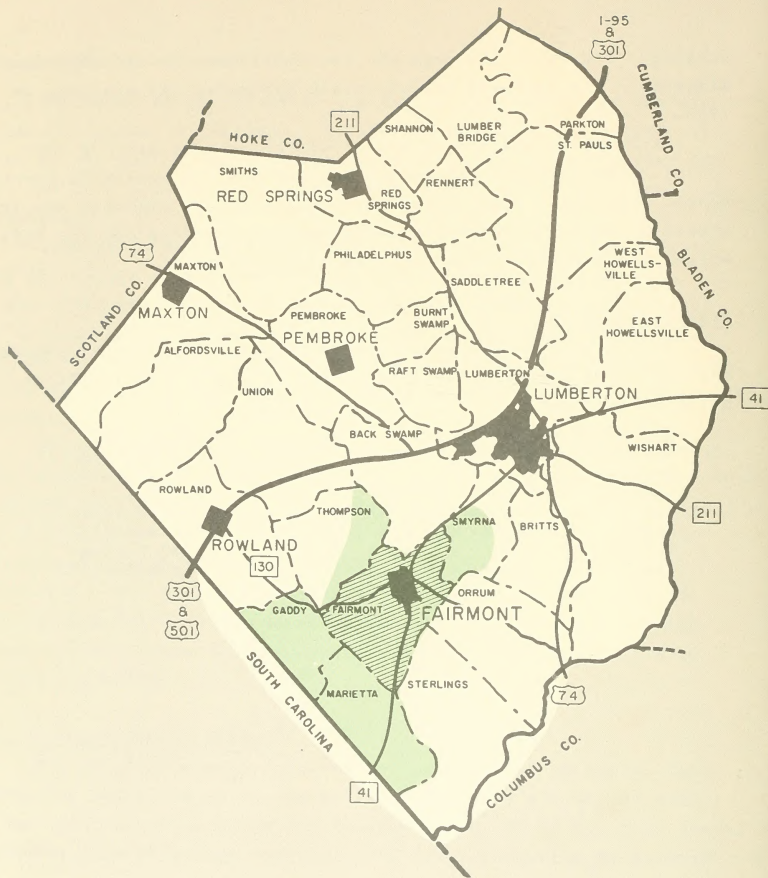 I-95
&
301
CUMBERLAND CO.
211
SHANNON
LUMBER
BRIDGE
PARKTON
ST. PAULS
HOKE CO.
SMITHS
RED SPRINGS
RED
SPRINGS
RENNERT
74
MAXTON
PHILADELPHUS
SADDLETREE
WEST
HOWELLS-
VILLE
BLADEN CO.
SCOTLAND CO.
MAXTON
PEMBROKE
BURNT
SWAMP
EAST
HOWELLSVILLE
PEMBROKE
ALFORDSVILLE
RAFT SWAMP
LUMBERTON
UNION
LUMBERTON
41
BACK SWAMP
WISHART
ROWLAND
THOMPSON
SMYRNA
BRITTS
211
ROWLAND
130
301
&
501
GADDY
FAIRMONT
ORRUM
FAIRMONT
SOUTH CAROLINA
MARIETTA
STERLINGS
74
41
COLUMBUS CO.